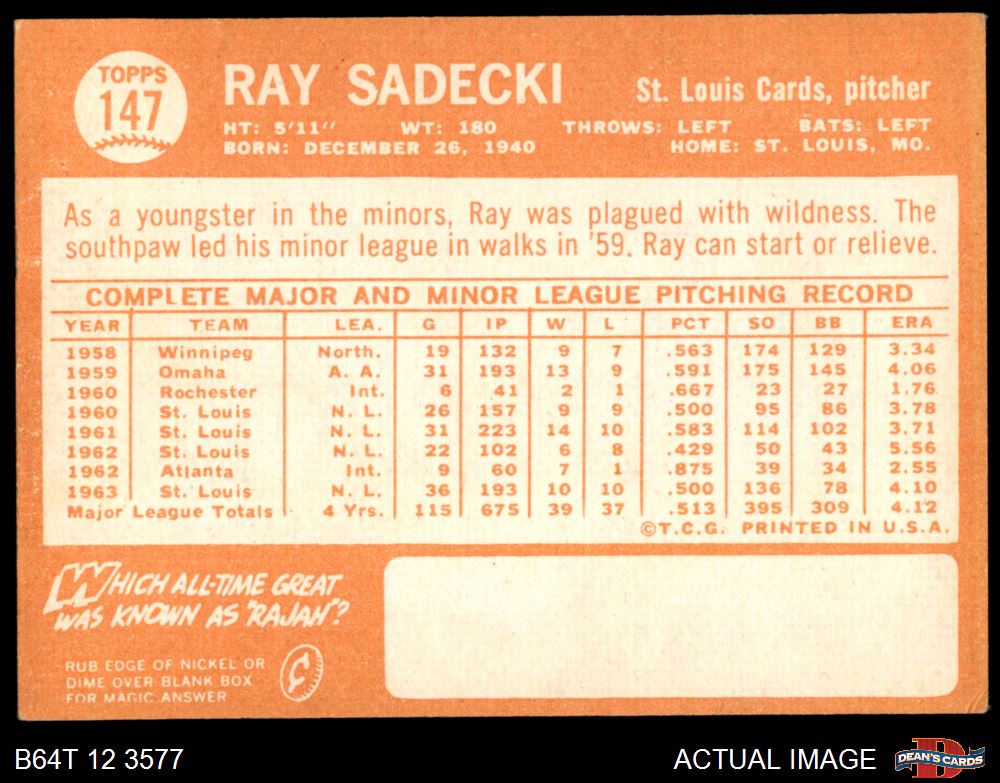 TOPPS
147
RAY SADECKI
St. Louis Cards, pitcher
HT: 5'11" WT: 180 THROWS: LEFT BATS: LEFT
BORN: DECEMBER 26, 1940 HOME: ST. LOUIS, MO.
As a youngster in the minors, Ray was plagued with wildness. The
southpaw led his minor league in walks in '59. Ray can start or relieve.
COMPLETE MAJOR AND MINOR LEAGUE PITCHING RECORD
YEAR TEAM LEA. G IP W L PCT SO BB ERA
1958 Winnipeg North. 19 132 9 7 .563 174 129 3.34
1959 Omaha A. A. 31 193 13 9 .591 175 145 4.06
1960 Rochester Int. 6 41 2 1 .667 23 27 1.76
1960 St. Louis N. L. 26 157 9 9 .500 95 86 3.78
1961 St. Louis N. L. 31 223 14 10 .583 114 102 3.71
1962 St. Louis N. L. 22 102 6 8 .429 50 43 5.56
1962 Atlanta Int. 9 60 7 1 .875 39 34 2.55
1963 St. Louis N. L. 36 193 10 10 .500 136 78 4.10
Major League Totals 4 Yrs. 115 675 39 37 .513 395 309 4.12
©T.C.G. PRINTED IN U.S.A.
WHICH ALL-TIME GREAT
WAS KNOWN AS "RAJAH"?
RUB EDGE OF NICKEL OR
DIME OVER BLANK BOX
FOR MAGIC ANSWER
¢
B64T 12 3577
ACTUAL IMAGE
D
DEAN'S CARDS